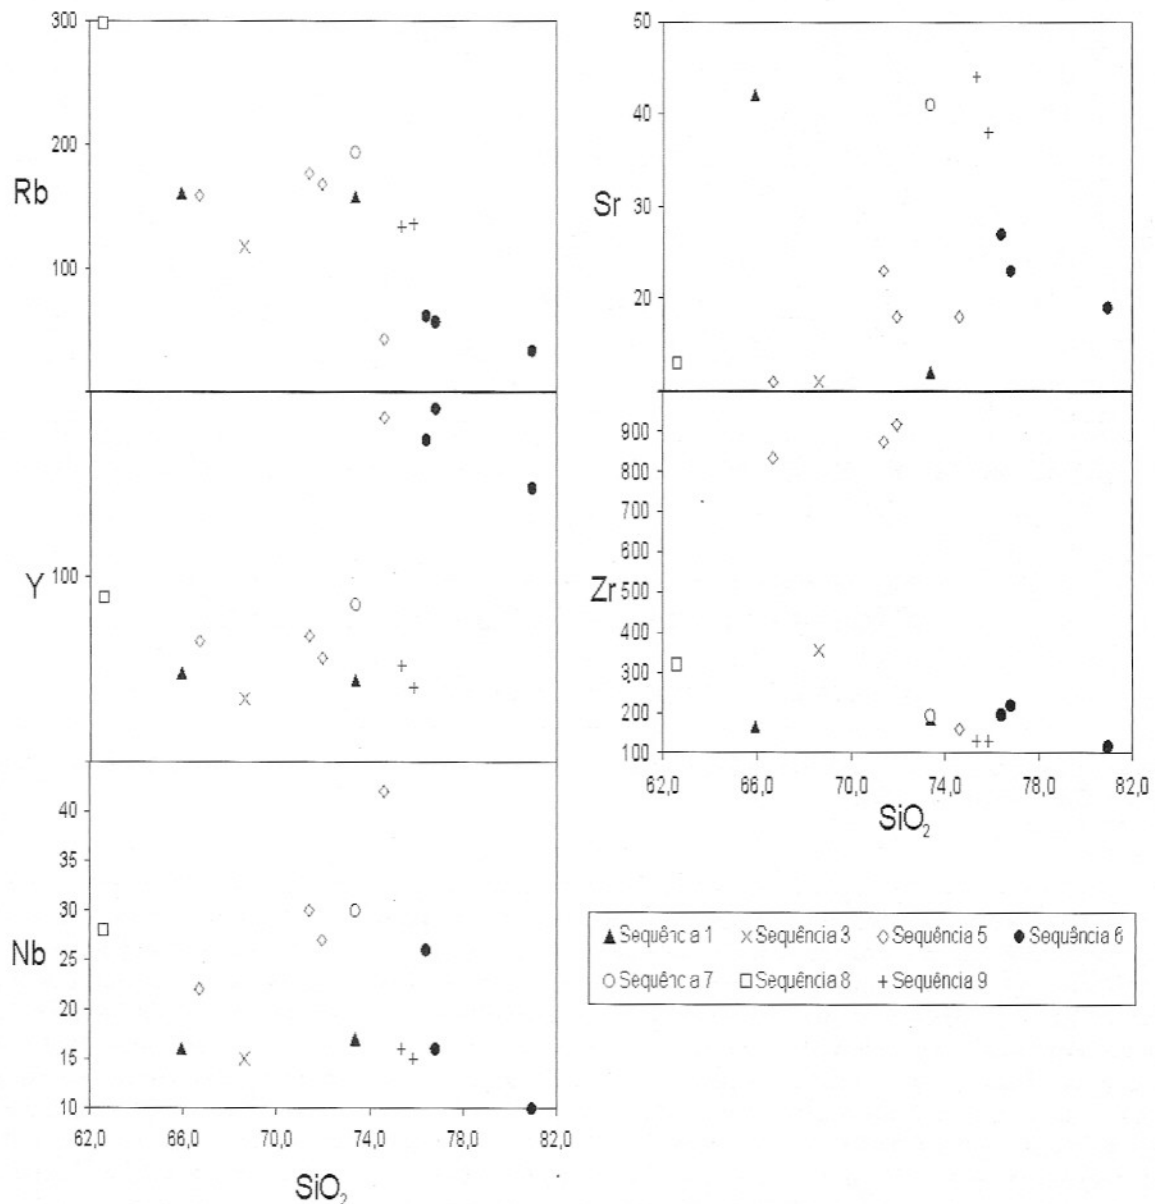 300
200
Rb
100
Y
100
40
35
30
Nb
25
20
15
10
62,0 66,0 70,0 74,0 78,0 82,0
SiO2
50
40
Sr
30
20
900
800
700
600
Zr
500
400
300
200
100
62,0 66,0 70,0 74,0 78,0 82,0
SiO2
▲ Sequência 1 × Sequência 3 ◇ Sequência 5 ● Sequência 6
○ Sequência 7 □ Sequência 8 + Sequência 9